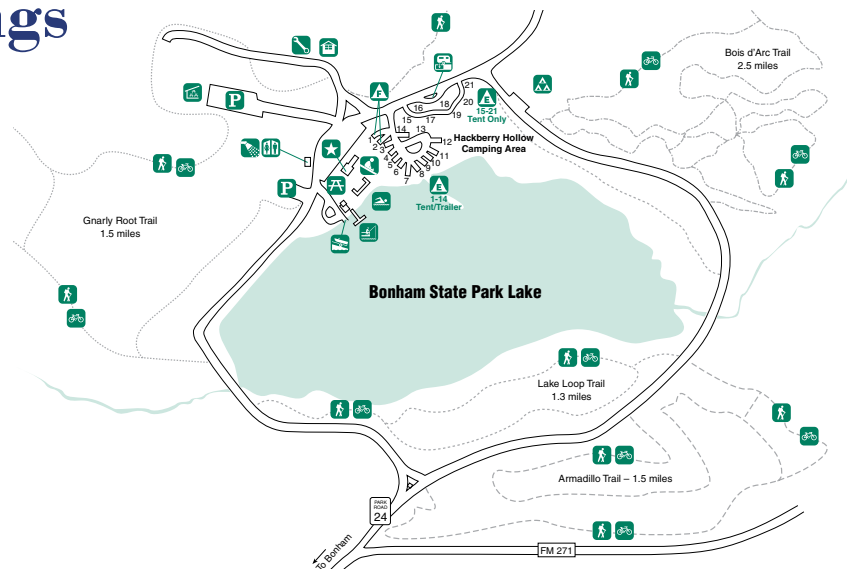 ngs
Bois d'Arc Trail
2.5 miles
P
F
E
15-21
Tent Only
21
20
19
18
17
16
15
14
13
12
11
10
9
8
7
6
5
4
3
2
1
Hackberry Hollow
Camping Area
E
1-14
Tent/Trailer
P
Gnarly Root Trail
1.5 miles
Bonham State Park Lake
Lake Loop Trail
1.3 miles
Armadillo Trail – 1.5 miles
PARK
ROAD
24
To Bonham
FM 271